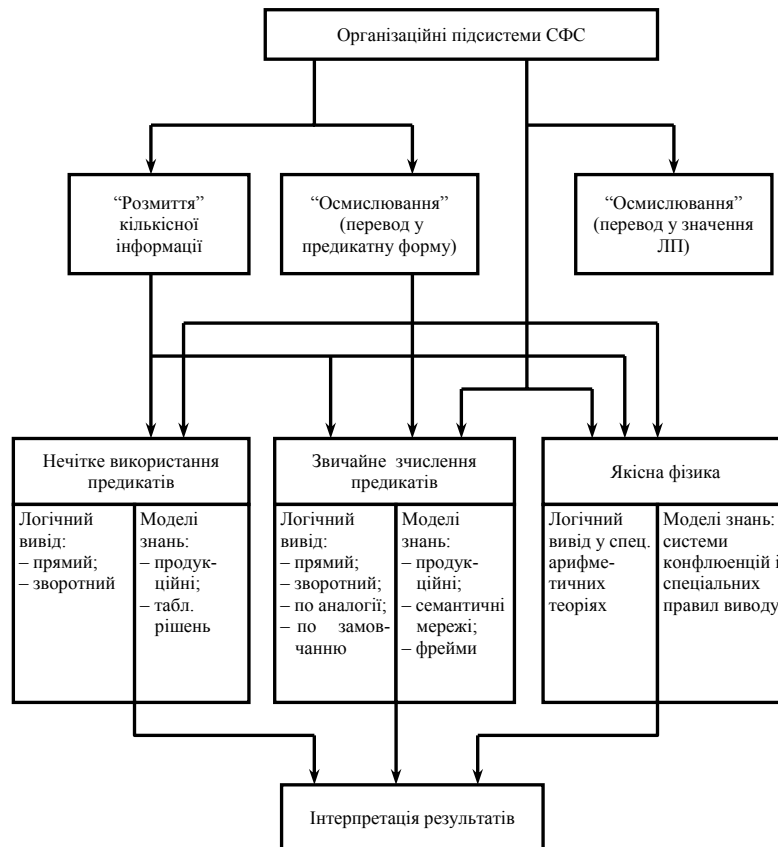 Організаційні підсистеми СФС
“Розмиття”
кількісної
інформації
“Осмислювання”
(перевод у
предикатну форму)
“Осмислювання”
(перевод у значення
ЛП)
Нечітке використання
предикатів
Логічний
вивід:
– прямий;
– зворотний
Моделі
знань:
– продук-
ційні;
– табл.
рішень
Звичайне зчислення
предикатів
Логічний
вивід:
– прямий;
– зворотний;
– по аналогії;
– по замов-
чанню
Моделі
знань:
– продук-
ційні;
– семантичні
мережі;
– фрейми
Якісна фізика
Логічний
вивід у спец.
арифме-
тичних
теоріях
Моделі знань:
системи
конфлюенцій і
спеціальних
правил виводу
Інтерпретація результатів